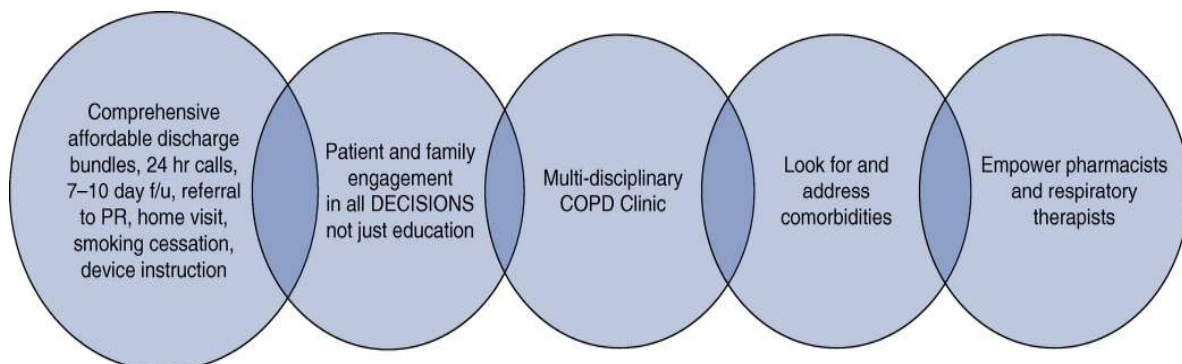 Comprehensive
affordable discharge
bundles, 24 hr calls,
7–10 day f/u, referral
to PR, home visit,
smoking cessation,
device instruction
Patient and family
engagement
in all DECISIONS
not just education
Multi-disciplinary
COPD Clinic
Look for and
address
comorbidities
Empower pharmacists
and respiratory
therapists